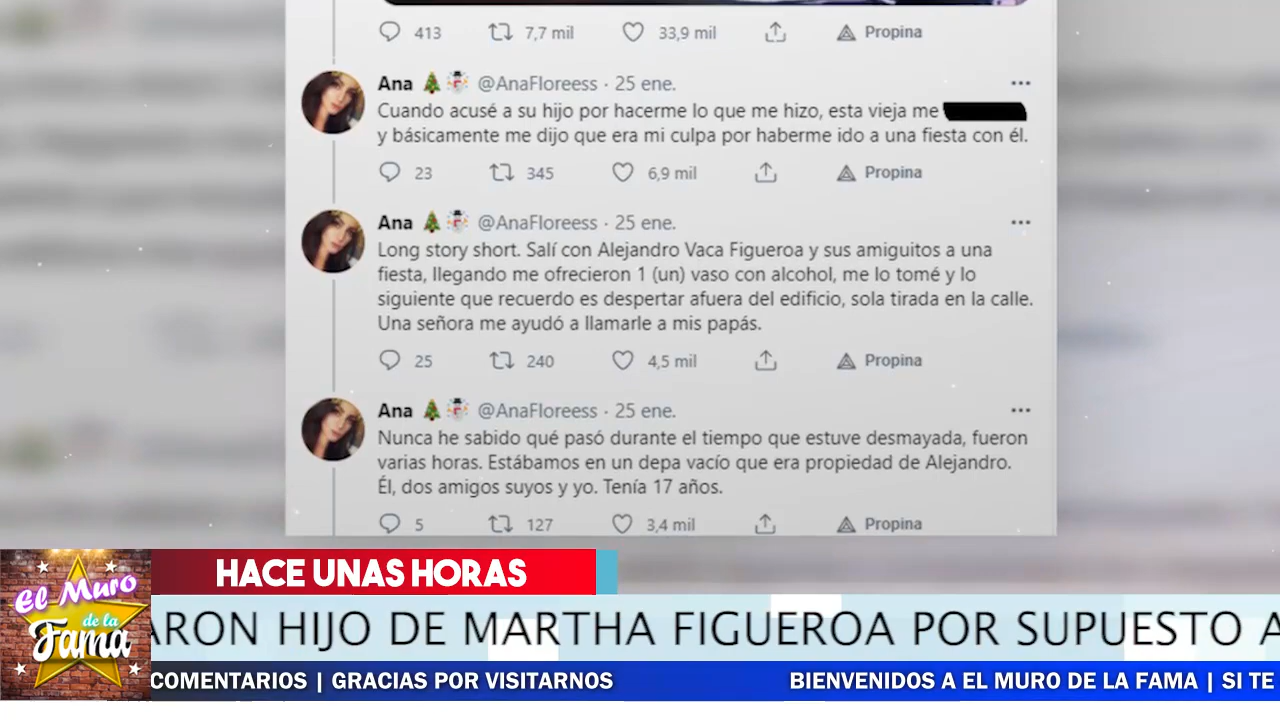 413 7,7 mil 33,9 mil Propina
Ana @AnaFloreess · 25 ene.
Cuando acusé a su hijo por hacerme lo que me hizo, esta vieja me
y básicamente me dijo que era mi culpa por haberme ido a una fiesta con él.
23 345 6,9 mil Propina
Ana @AnaFloreess · 25 ene.
Long story short. Salí con Alejandro Vaca Figueroa y sus amiguitos a una
fiesta, llegando me ofrecieron 1 (un) vaso con alcohol, me lo tomé y lo
siguiente que recuerdo es despertar afuera del edificio, sola tirada en la calle.
Una señora me ayudó a llamarle a mis papás.
25 240 4,5 mil Propina
Ana @AnaFloreess · 25 ene.
Nunca he sabido qué pasó durante el tiempo que estuve desmayada, fueron
varias horas. Estábamos en un depa vacío que era propiedad de Alejandro.
Él, dos amigos suyos y yo. Tenía 17 años.
5 127 3,4 mil Propina
HACE UNAS HORAS
El Muro
de la
Fama
ARON HIJO DE MARTHA FIGUEROA POR SUPUESTO A
COMENTARIOS | GRACIAS POR VISITARNOS BIENVENIDOS A EL MURO DE LA FAMA | SI TE